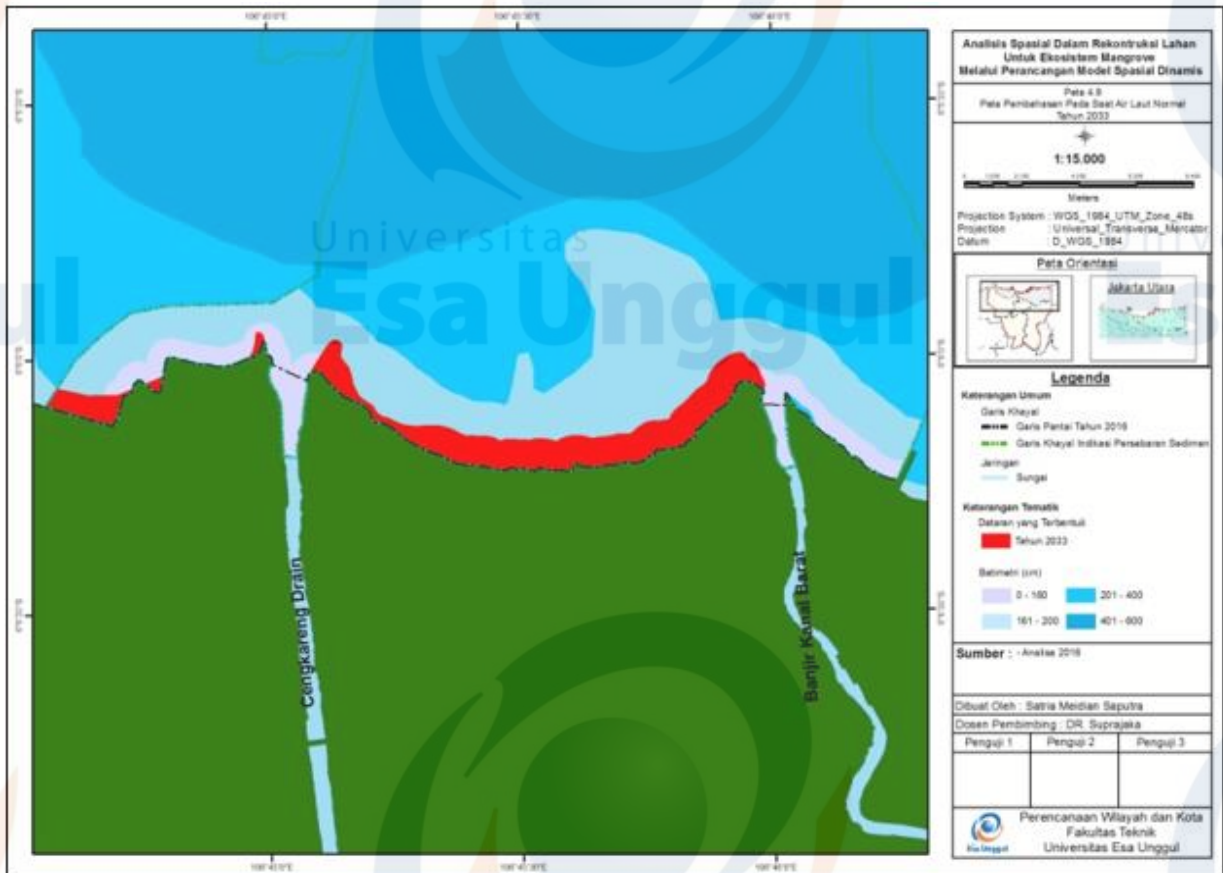 Analisis Spasial Dalam Rekontruksi Lahan
Untuk Ekosistem Mangrove
Melalui Perancangan Model Spasial Dinamis
Peta 4.9
Peta Pembahasan Pada Saat Air Laut Normal
Tahun 2033
1:15.000
Meters
Projection System : WGS_1984_UTM_Zone_48s
Projection : Universal_Transverse_Mercator
Datum : D_WGS_1984
Peta Orientasi
Jakarta Utara
Legenda
Keterangan Umum
Garis Khayal
Garis Pantai Tahun 2016
Garis Khayal Indikasi Persebaran Sedimen
Jaringan
Sungai
Keterangan Tematik
Dataran yang Terbentuk
Tahun 2033
Batimetri (cm)
0 - 160
201 - 400
161 - 200
401 - 600
Sumber : - Analisa 2016
Dibuat Oleh : Satria Meidian Saputra
Dosen Pembimbing : DR. Suprajaka
Penguji 1 Penguji 2 Penguji 3
Esa Unggul
Perencanaan Wilayah dan Kota
Fakultas Teknik
Universitas Esa Unggul
Cengkareng Drain
Banjir Kanal Barat
Universitas
Esa Unggul